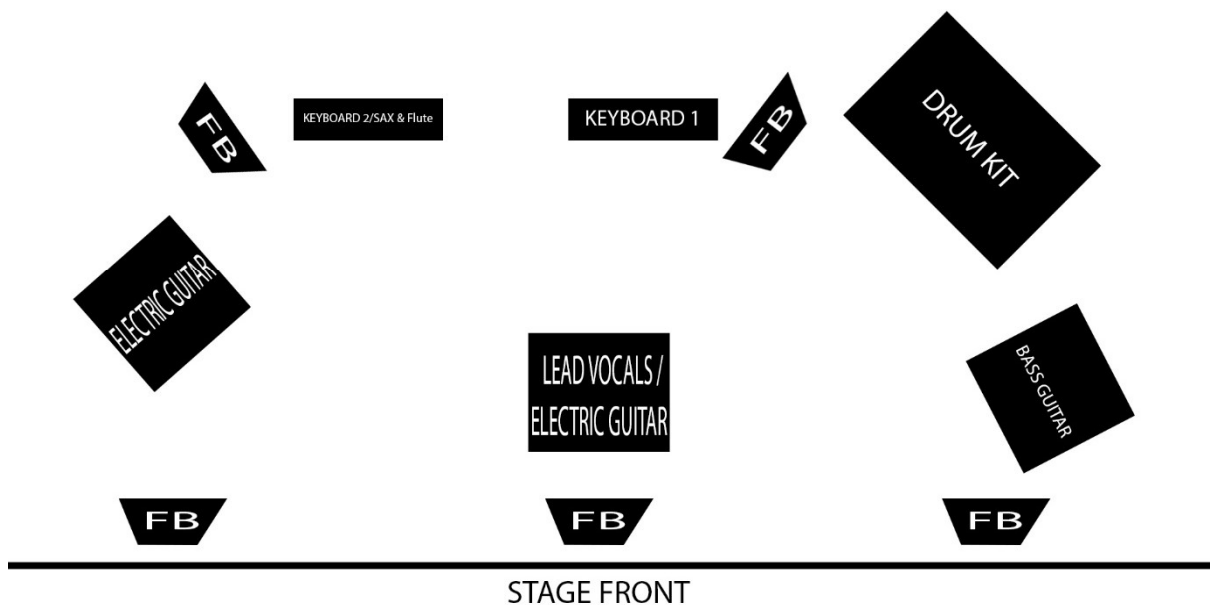 FB
KEYBOARD 2/SAX & Flute
KEYBOARD 1
FB
DRUM KIT
ELECTRIC GUITAR
LEAD VOCALS /
ELECTRIC GUITAR
BASS GUITAR
FB
FB
FB
STAGE FRONT